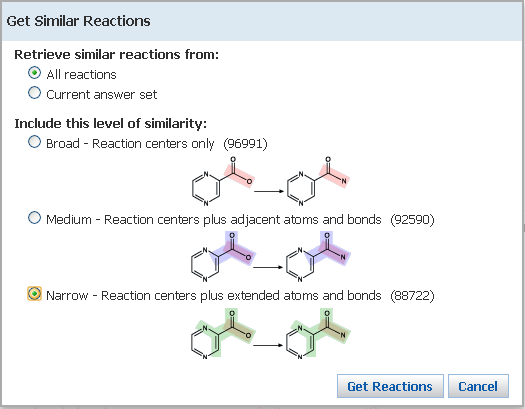 Get Similar Reactions
Retrieve similar reactions from:
All reactions
Current answer set
Include this level of similarity:
Broad - Reaction centers only (96991)
N N O O N N O N
Medium - Reaction centers plus adjacent atoms and bonds (92590)
N N O O N N O N
Narrow - Reaction centers plus extended atoms and bonds (88722)
N N O O N N O N
Get Reactions Cancel